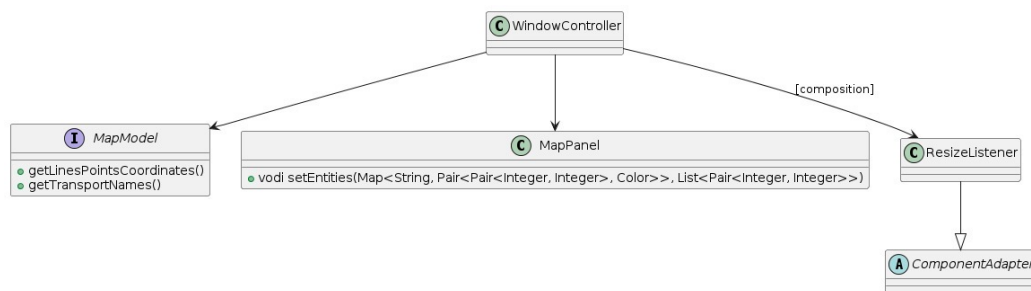 C WindowController
[composition]
I MapModel
getLinesPointsCoordinates()
getTransportNames()
C MapPanel
vodi setEntities(Map<String, Pair<Pair<Integer, Integer>, Color>>, List<Pair<Integer, Integer>>)
C ResizeListener
A ComponentAdapter